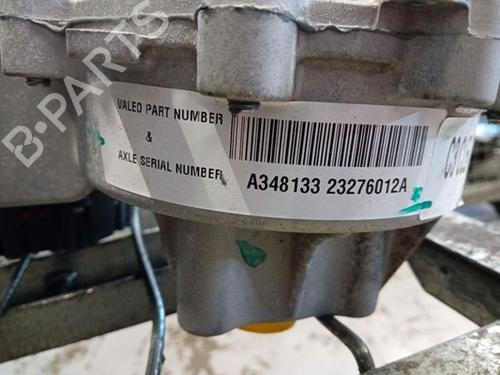 B-PARTS
VALEO PART NUMBER
&
AXLE SERIAL NUMBER
A348133 23276012A